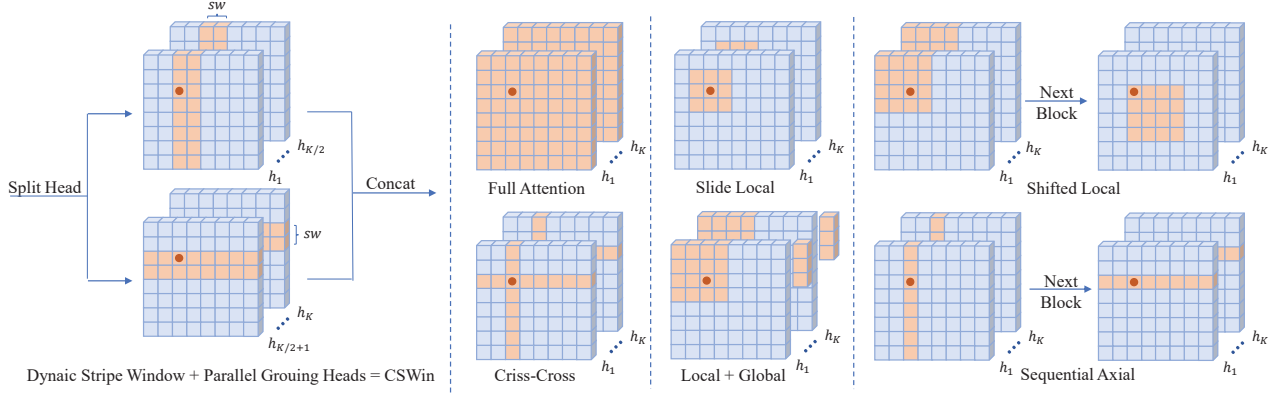 sw
h_{K/2}
h_1
Split Head
Concat
sw
h_K
h_{K/2+1}
Dynaic Stripe Window + Parallel Grouing Heads = CSWin
h_K
h_1
Full Attention
h_K
h_1
Criss-Cross
h_K
h_1
Slide Local
h_K
h_1
Local + Global
h_K
h_1
Next
Block
h_K
h_1
Shifted Local
h_K
h_1
Next
Block
h_K
h_1
Sequential Axial